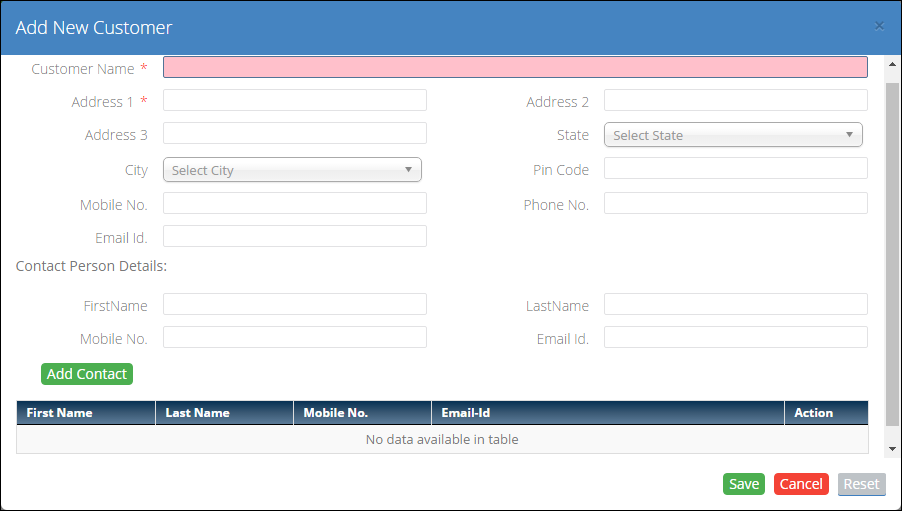 Add New Customer ×
Customer Name *
Address 1 * Address 2
Address 3 State Select State
City Select City Pin Code
Mobile No. Phone No.
Email Id.
Contact Person Details:
FirstName LastName
Mobile No. Email Id.
Add Contact
First Name Last Name Mobile No. Email-Id Action
No data available in table
Save Cancel Reset